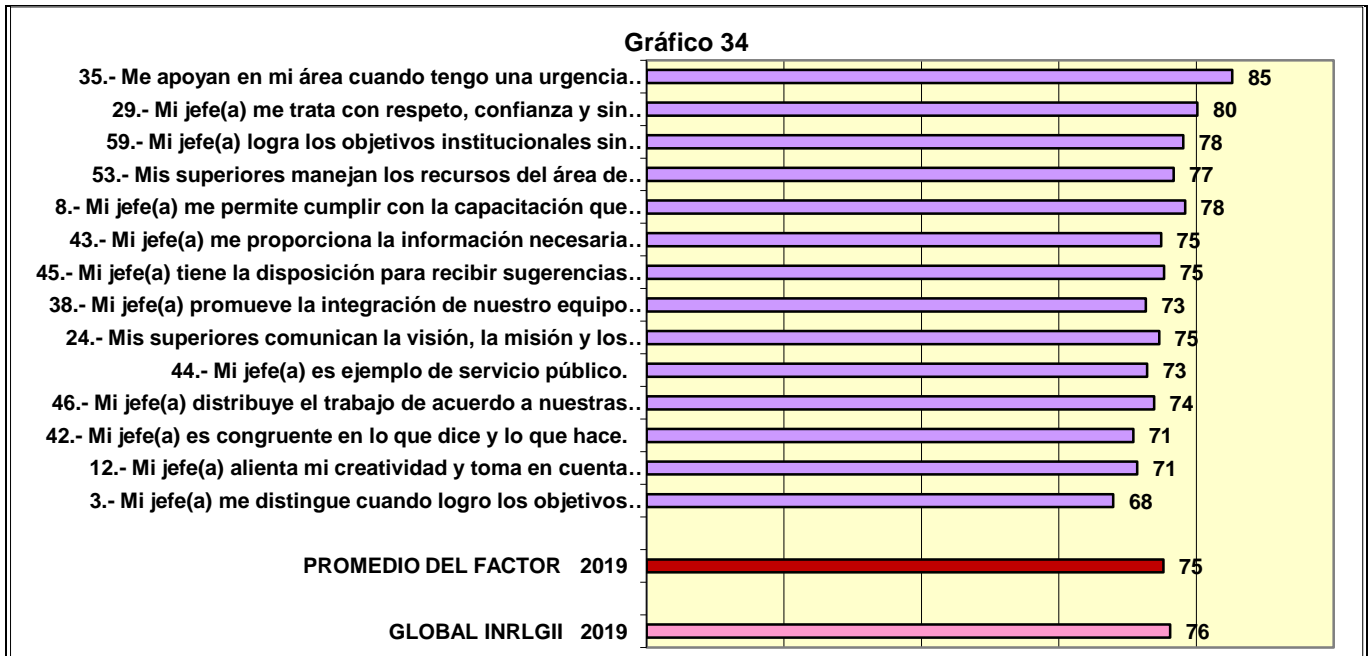 Gráfico 34
35.- Me apoyan en mi área cuando tengo una urgencia.. 85
29.- Mi jefe(a) me trata con respeto, confianza y sin.. 80
59.- Mi jefe(a) logra los objetivos institucionales sin.. 78
53.- Mis superiores manejan los recursos del área de.. 77
8.- Mi jefe(a) me permite cumplir con la capacitación que.. 78
43.- Mi jefe(a) me proporciona la información necesaria.. 75
45.- Mi jefe(a) tiene la disposición para recibir sugerencias.. 75
38.- Mi jefe(a) promueve la integración de nuestro equipo.. 73
24.- Mis superiores comunican la visión, la misión y los.. 75
44.- Mi jefe(a) es ejemplo de servicio público. 73
46.- Mi jefe(a) distribuye el trabajo de acuerdo a nuestras.. 74
42.- Mi jefe(a) es congruente en lo que dice y lo que hace. 71
12.- Mi jefe(a) alienta mi creatividad y toma en cuenta.. 71
3.- Mi jefe(a) me distingue cuando logro los objetivos.. 68
PROMEDIO DEL FACTOR 2019 75
GLOBAL INRLGII 2019 76